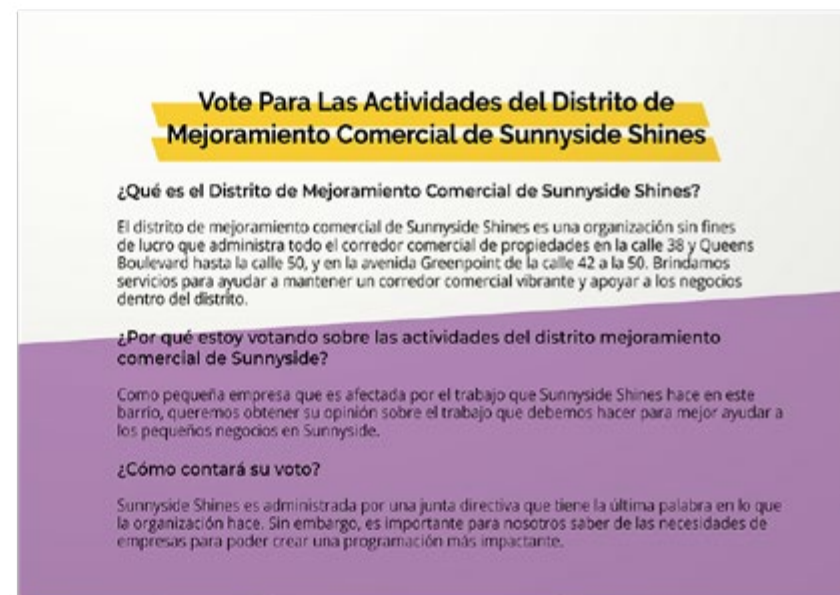 Vote Para Las Actividades del Distrito de
Mejoramiento Comercial de Sunnyside Shines
¿Qué es el Distrito de Mejoramiento Comercial de Sunnyside Shines?
El distrito de mejoramiento comercial de Sunnyside Shines es una organización sin fines
de lucro que administra todo el corredor comercial de propiedades en la calle 38 y Queens
Boulevard hasta la calle 50, y en la avenida Greenpoint de la calle 42 a la 50. Brindamos
servicios para ayudar a mantener un corredor comercial vibrante y apoyar a los negocios
dentro del distrito.
¿Por qué estoy votando sobre las actividades del distrito mejoramiento
comercial de Sunnyside?
Como pequeña empresa que es afectada por el trabajo que Sunnyside Shines hace en este
barrio, queremos obtener su opinión sobre el trabajo que debemos hacer para mejor ayudar a
los pequeños negocios en Sunnyside.
¿Cómo contará su voto?
Sunnyside Shines es administrada por una junta directiva que tiene la última palabra en lo que
la organización hace. Sin embargo, es importante para nosotros saber de las necesidades de
empresas para poder crear una programación más impactante.